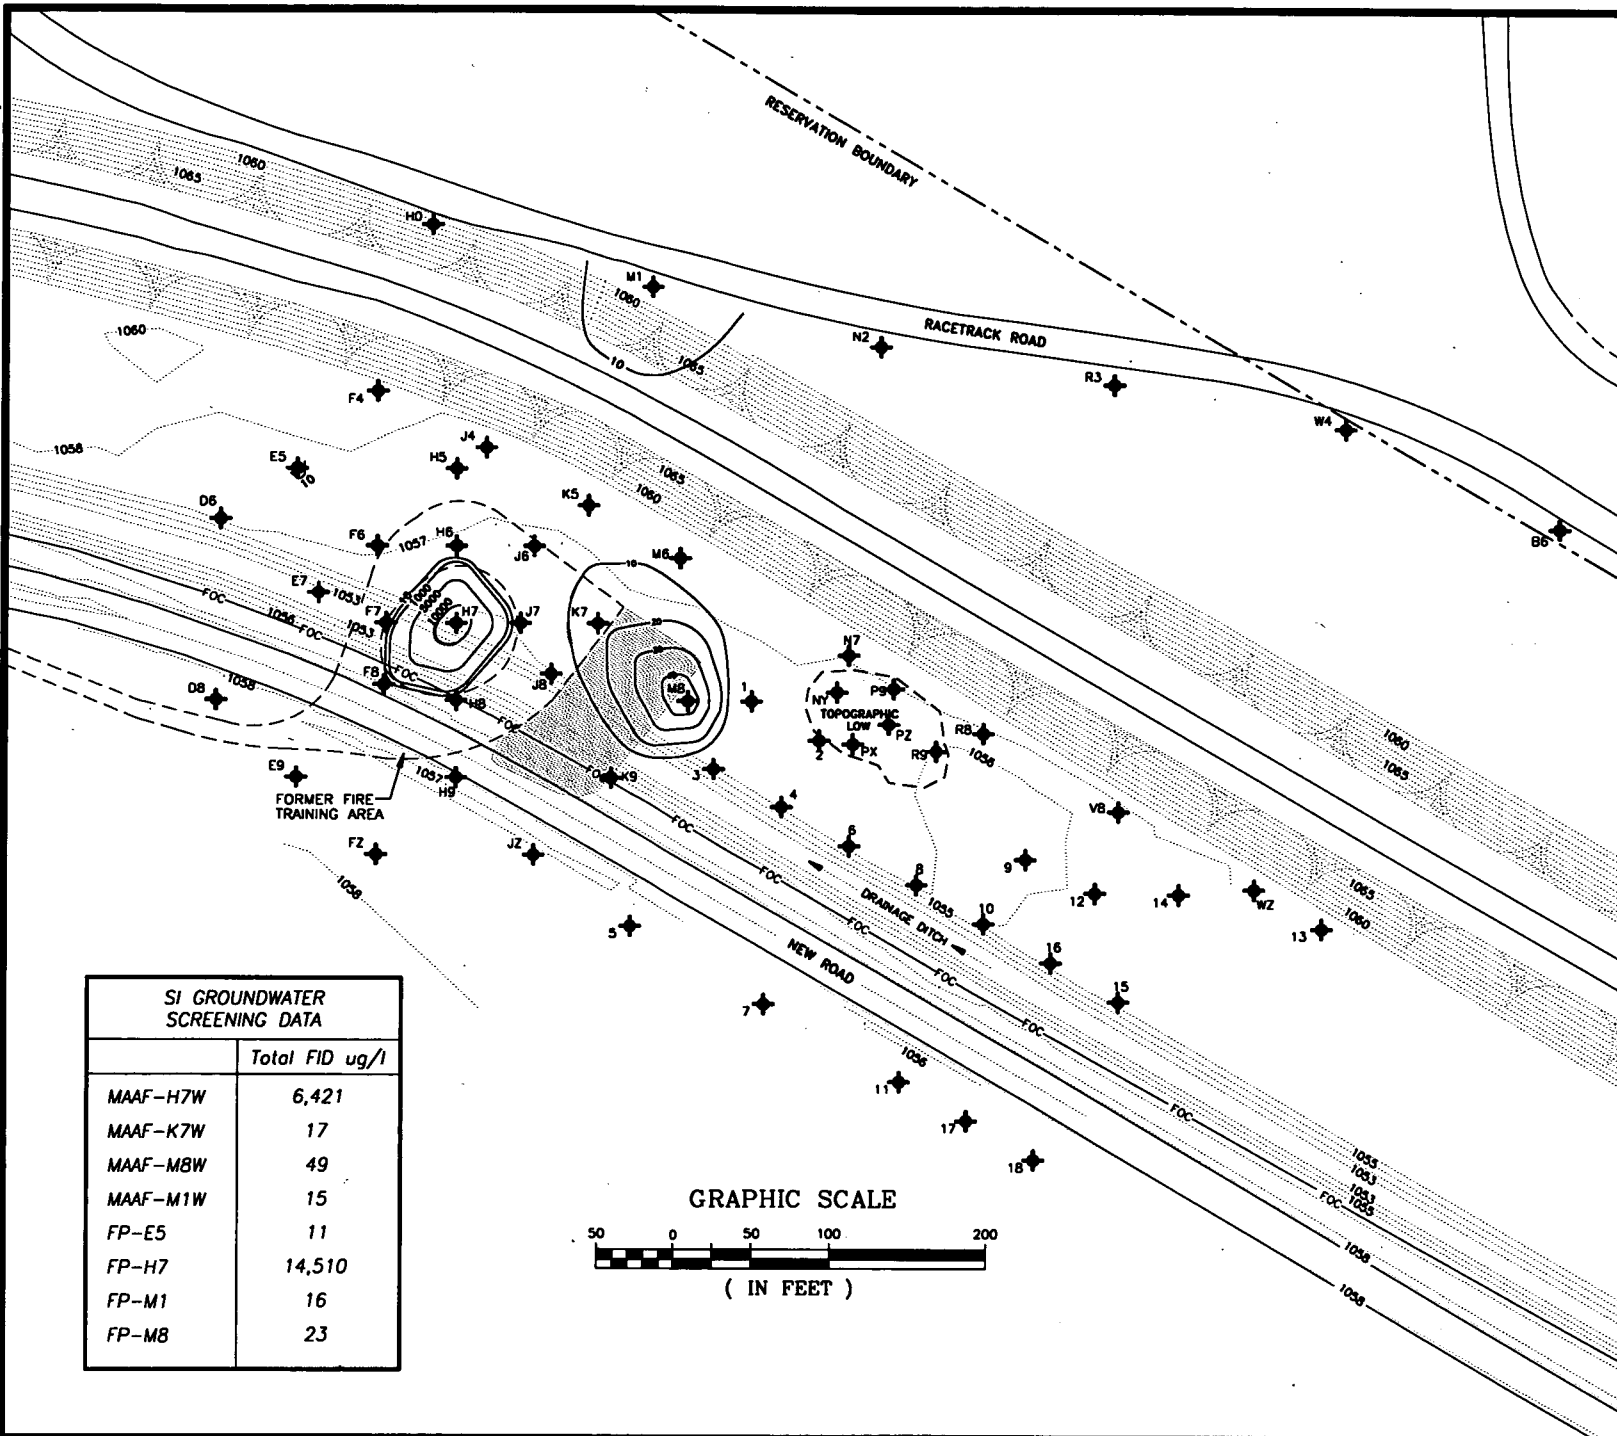 RESERVATION BOUNDARY
1060
1065
H0
M1
1060
RACETRACK ROAD
N2
1060
10
1065
R3
F4
W4
J4
1058
E5
H5
1065
10
1060
K5
D6
B6
F6
1057
H6
J6
M6
10
E7
1053
FOC
10
1000
5000
10000
1056
FOC
F7
1053
H7
J7
K7
20
N7
FOC
F8
J8
M8
1
NY
P9
1058
D8
H8
TOPOGRAPHIC
LOW
PZ
R8
1060
FOC
2
PX
R9
1056
1065
E9
1057
H9
K9
3
FORMER FIRE
TRAINING AREA
4
V8
FOC
6
FZ
JZ
9
FOC
8
1065
1058
DRAINAGE DITCH
1055
12
14
WZ
1060
5
FOC
10
13
NEW ROAD
16
FOC
15
7
FOC
1056
11
17
FOC
18
1055
1053
1053
1055
FOC
1058
1058
SI GROUNDWATER
SCREENING DATA
Total FID ug/l
MAAF-H7W 6,421
MAAF-K7W 17
MAAF-M8W 49
MAAF-M1W 15
FP-E5 11
FP-H7 14,510
FP-M1 16
FP-M8 23
GRAPHIC SCALE
50 0 50 100 200
( IN FEET )